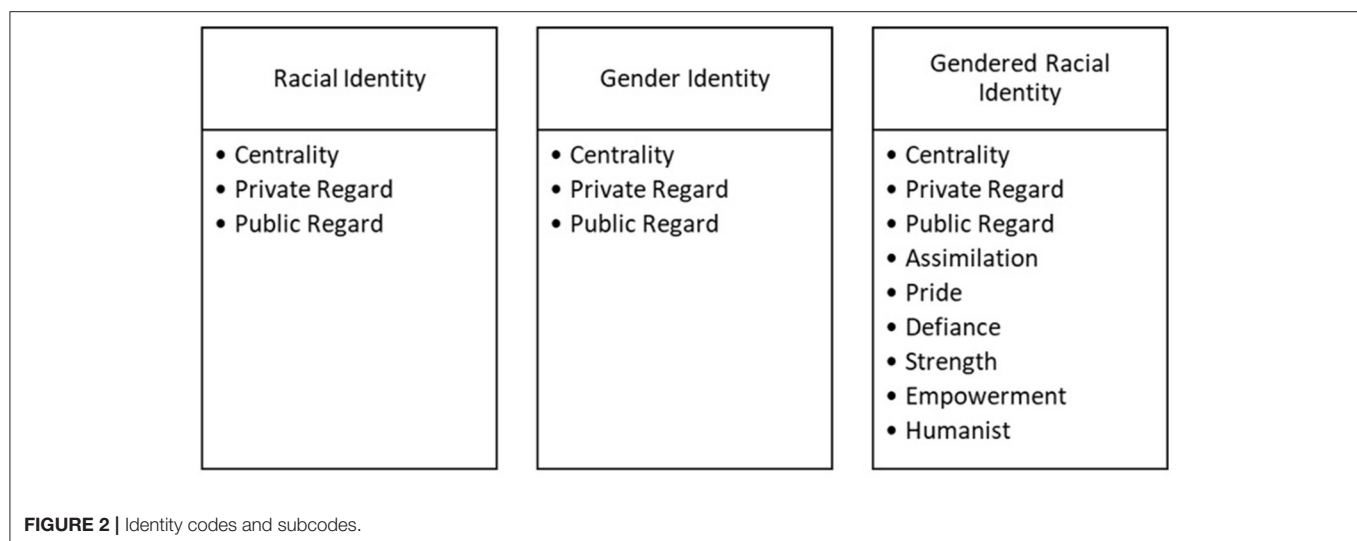 Racial Identity
• Centrality
• Private Regard
• Public Regard
Gender Identity
• Centrality
• Private Regard
• Public Regard
Gendered Racial
Identity
• Centrality
• Private Regard
• Public Regard
• Assimilation
• Pride
• Defiance
• Strength
• Empowerment
• Humanist
FIGURE 2 | Identity codes and subcodes.